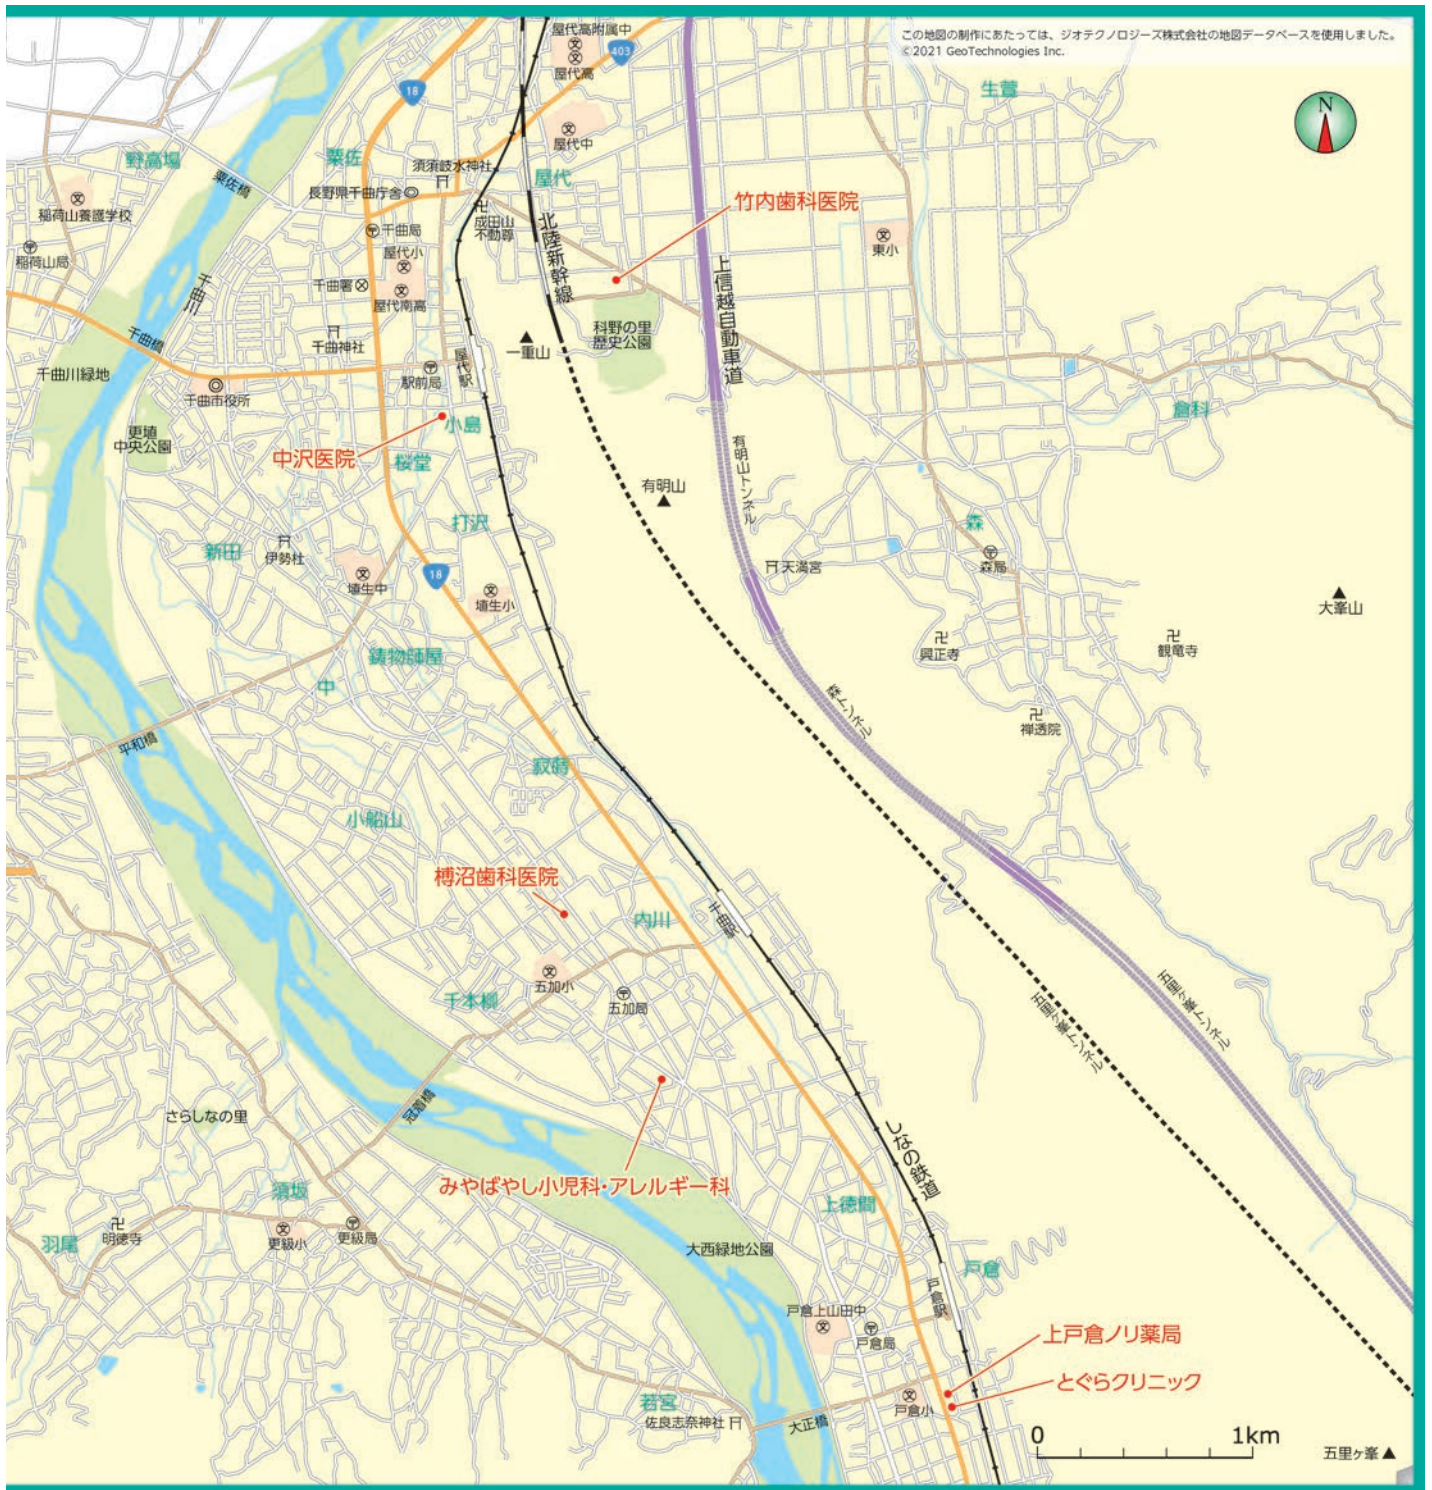 この地図の制作にあたっては、ジオテクノロジーズ株式会社の地図データベースを使用しました。
©2021 GeoTechnologies Inc.
屋代高附属中
屋代高
403
18
N
生萱
屋代中
野高場
粟佐
粟佐橋
須須岐水神社
屋代
長野県千曲庁舎
稲荷山養護学校
稲荷山局
千曲局
成田山
不動尊
北陸新幹線
竹内歯科医院
東小
屋代小
千曲署
屋代南高
千曲川
上信越自動車道
科野の里
歴史公園
千曲橋
千曲神社
一重山
屋代駅
駅前局
千曲川緑地
千曲市役所
倉科
更埴
中央公園
小島
中沢医院
桜堂
有明山トンネル
有明山
打沢
新田
伊勢社
森
森局
天満宮
18
埴生中
埴生小
大峯山
興正寺
観竜寺
鋳物師屋
中
森トンネル
禅透院
平和橋
寂蒔
小船山
榑沼歯科医院
内川
千曲駅
五加小
千本柳
五加局
五里ヶ峯トンネル
五里ヶ峯トンネル
さらしなの里
冠着橋
しなの鉄道
みやばやし小児科・アレルギー科
須坂
上徳間
羽尾
明徳寺
更級小
更級局
大西緑地公園
戸倉
戸倉駅
戸倉上山田中
戸倉局
上戸倉ノリ薬局
とぐらクリニック
若宮
佐良志奈神社
大正橋
戸倉小
0
1km
五里ヶ峯